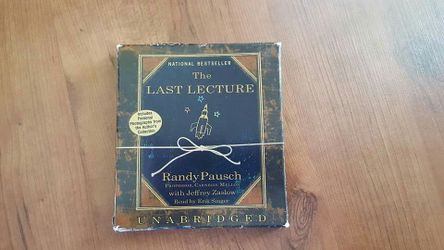 NATIONAL BESTSELLER
The
LAST LECTURE
Includes
Personal
Photographs from
the Author's
Collection
Randy Pausch
PROFESSOR, CARNEGIE MELLON
with Jeffrey Zaslow
Read by Erik Singer
UNABRIDGED